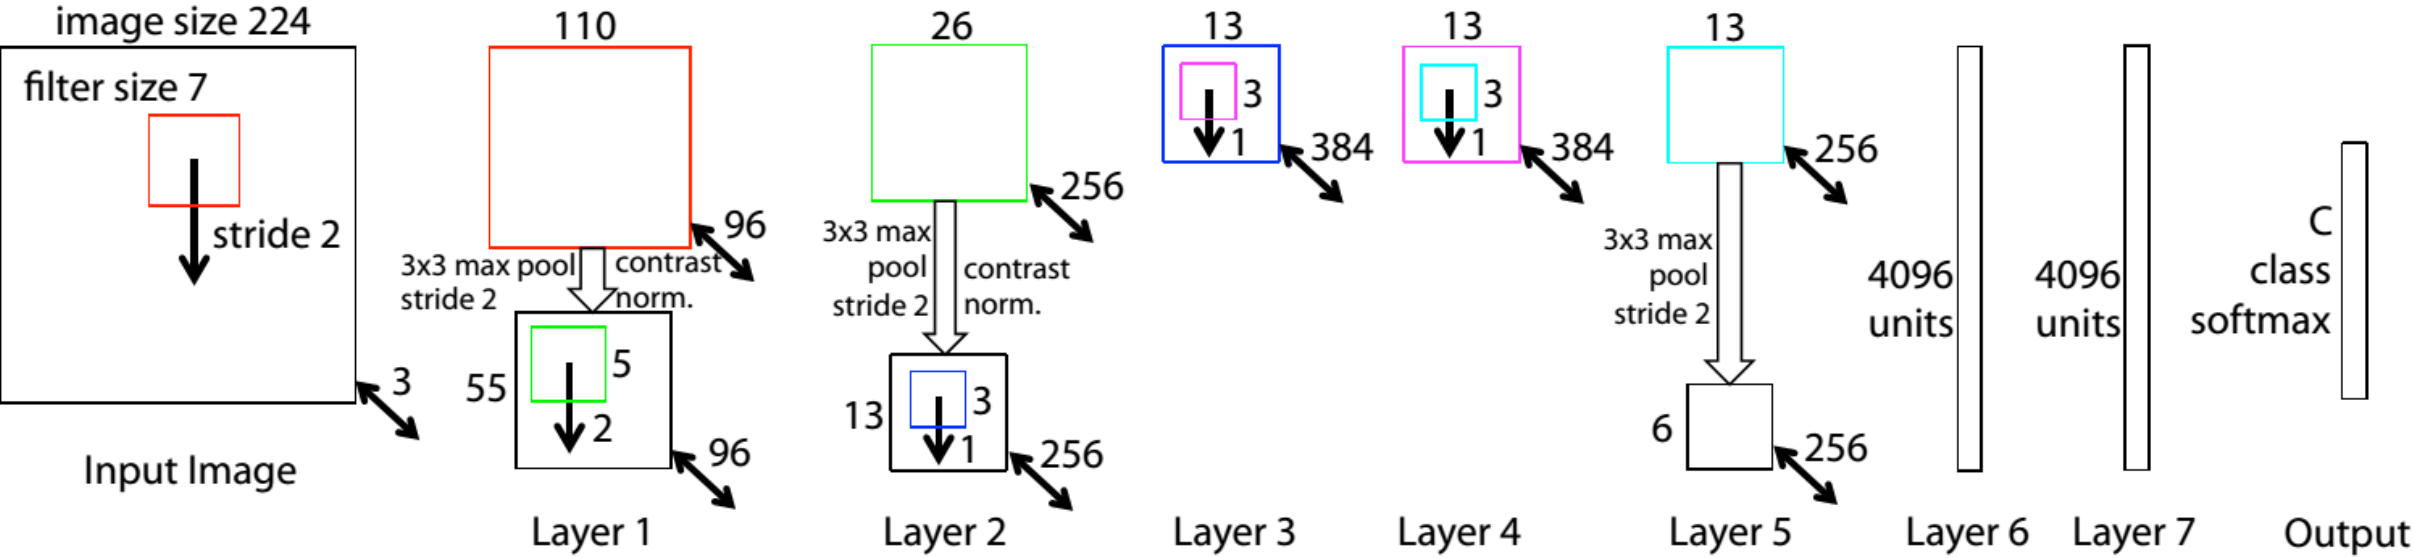 image size 224
filter size 7
stride 2
3
Input Image
110
96
3x3 max pool
stride 2
contrast
norm.
55
5
2
96
Layer 1
26
256
3x3 max
pool
stride 2
contrast
norm.
13
3
1
256
Layer 2
13
3
1
384
Layer 3
13
3
1
384
Layer 4
13
256
3x3 max
pool
stride 2
6
256
Layer 5
4096
units
Layer 6
4096
units
Layer 7
C
class
softmax
Output